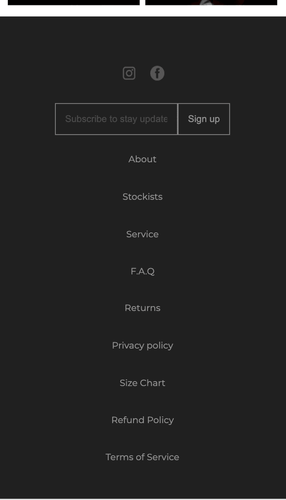 Subscribe to stay update
Sign up
About
Stockists
Service
F.A.Q
Returns
Privacy policy
Size Chart
Refund Policy
Terms of Service